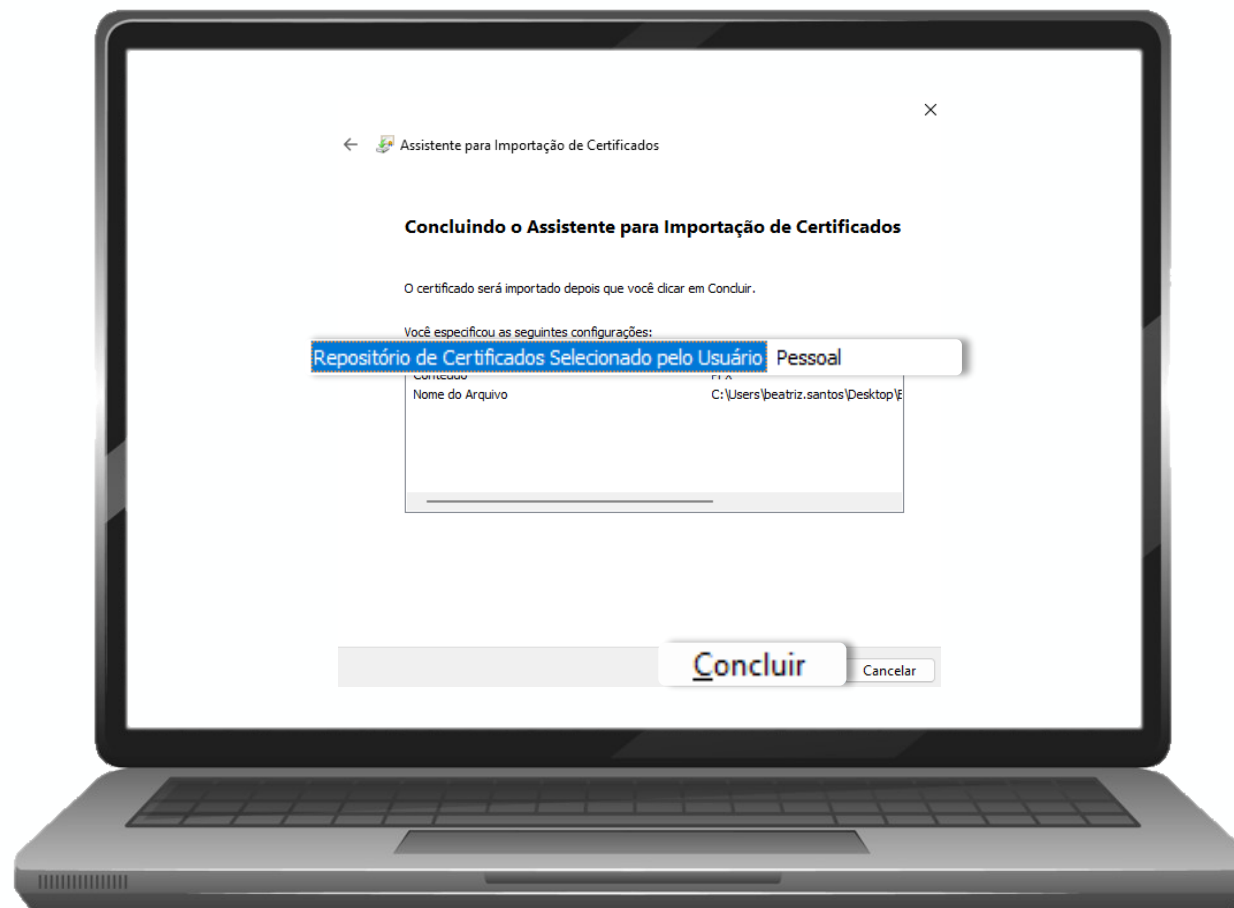 Assistente para Importação de Certificados
Concluindo o Assistente para Importação de Certificados
O certificado será importado depois que você clicar em Concluir.
Você especificou as seguintes configurações:
Repositório de Certificados Selecionado pelo Usuário Pessoal
Conteúdo PFX
Nome do Arquivo C:\Users\beatriz.santos\Desktop\
Concluir Cancelar